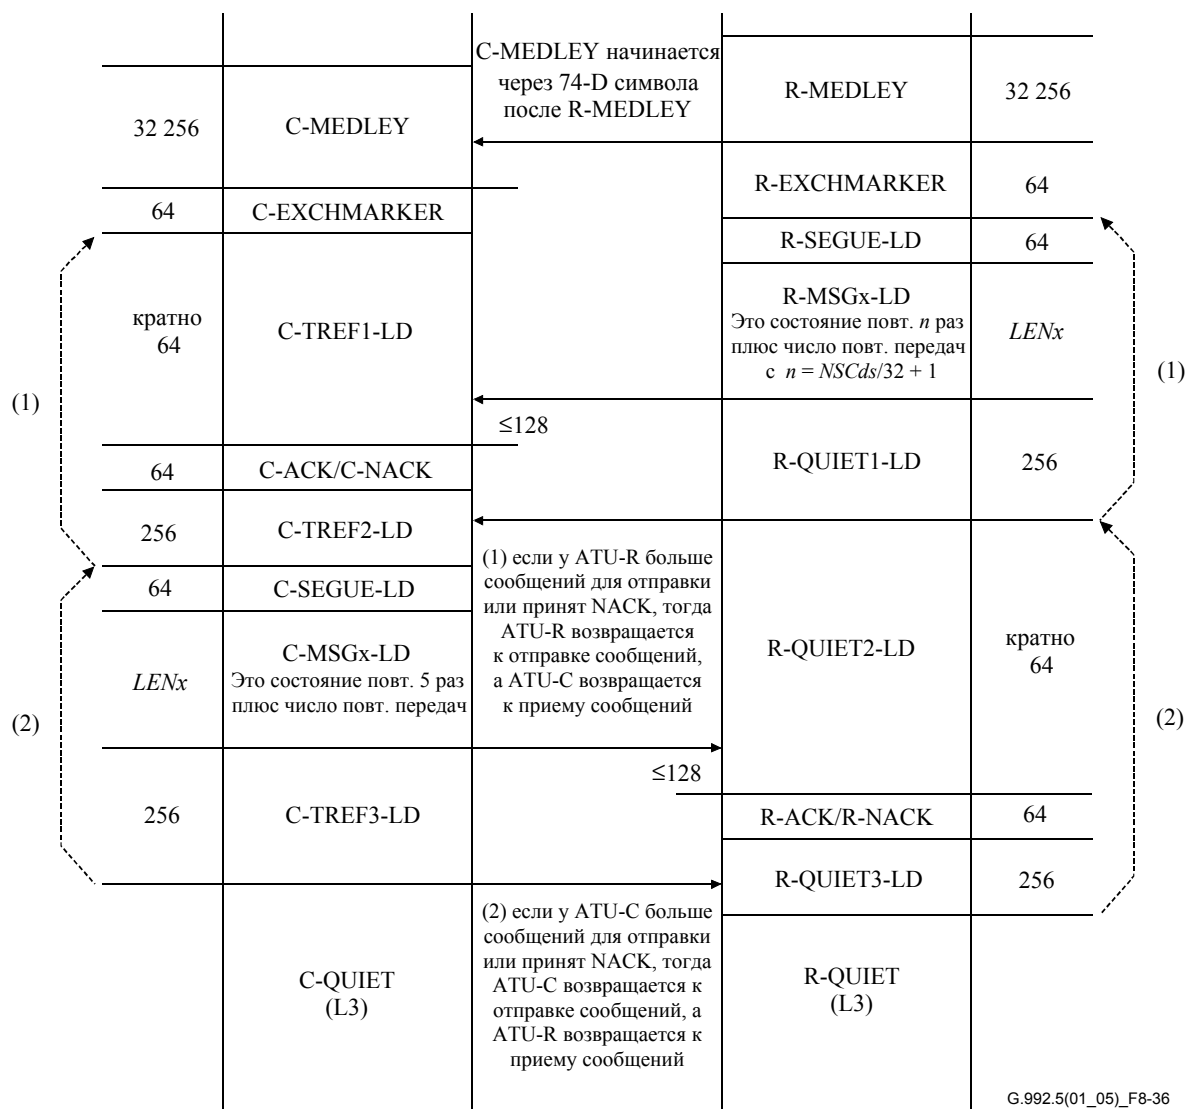 C-MEDLEY начинается
через 74-D символа
после R-MEDLEY
R-MEDLEY
32 256
32 256
C-MEDLEY
R-EXCHMARKER
64
64
C-EXCHMARKER
R-SEGUE-LD
64
кратно
64
C-TREF1-LD
R-MSGx-LD
Это состояние повт. n раз
плюс число повт. передач
с n = NSCds/32 + 1
LENx
(1)
(1)
≤128
64
C-ACK/C-NACK
R-QUIET1-LD
256
256
C-TREF2-LD
(1) если у ATU-R больше
сообщений для отправки
или принят NACK, тогда
ATU-R возвращается
к отправке сообщений,
а ATU-C возвращается
к приему сообщений
64
C-SEGUE-LD
LENx
C-MSGx-LD
Это состояние повт. 5 раз
плюс число повт. передач
R-QUIET2-LD
кратно
64
(2)
(2)
≤128
256
C-TREF3-LD
R-ACK/R-NACK
64
R-QUIET3-LD
256
(2) если у ATU-C больше
сообщений для отправки
или принят NACK, тогда
ATU-C возвращается к
отправке сообщений, а
ATU-R возвращается к
приему сообщений
C-QUIET
(L3)
R-QUIET
(L3)
G.992.5(01_05)_F8-36